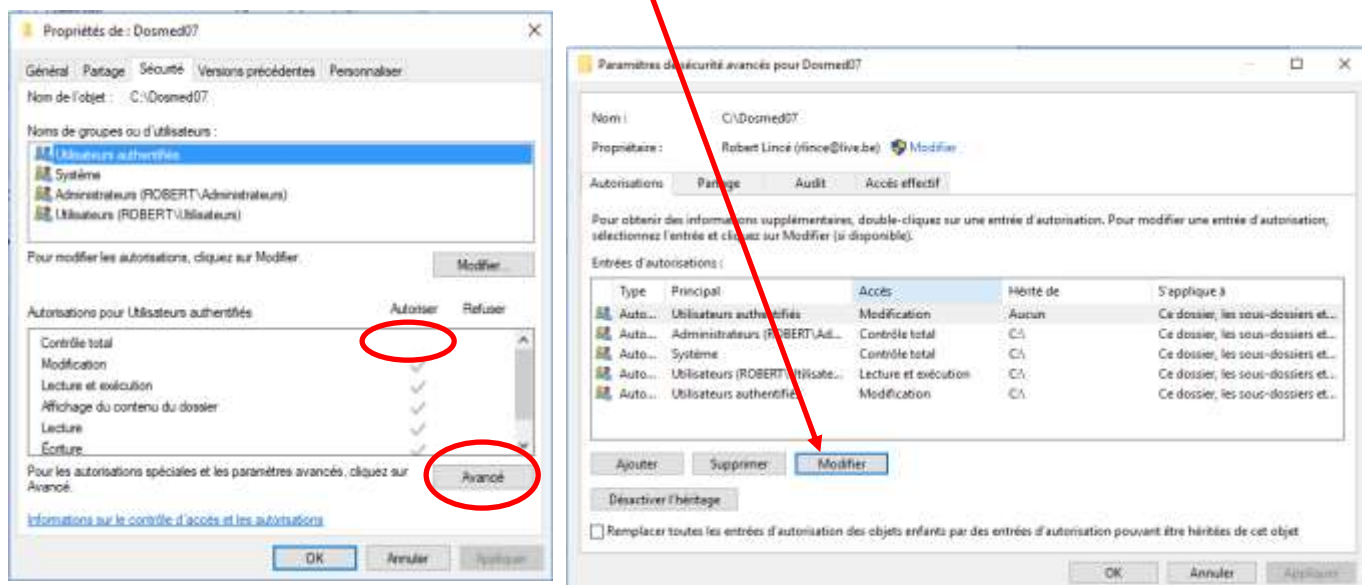 Propriétés de : Dosmed07
Général Partage Sécurité Versions précédentes Personnaliser
Nom de l'objet : C:\Dosmed07
Noms de groupes ou d'utilisateurs :
Utilisateurs authentifiés
Système
Administrateurs (ROBERT\Administrateurs)
Utilisateurs (ROBERT\Utilisateurs)
Pour modifier les autorisations, cliquez sur Modifier.
Modifier...
Autorisations pour Utilisateurs authentifiés Autoriser Refuser
Contrôle total
Modification
Lecture et exécution
Affichage du contenu du dossier
Lecture
Écriture
Pour les autorisations spéciales et les paramètres avancés, cliquez sur
Avancé.
Avancé
Informations sur le contrôle d'accès et les autorisations
OK Annuler Appliquer
Paramètres de sécurité avancés pour Dosmed07
Nom : C:\Dosmed07
Propriétaire : Robert Lincé (rlince@live.be) Modifier
Autorisations Partage Audit Accès effectif
Pour obtenir des informations supplémentaires, double-cliquez sur une entrée d'autorisation. Pour modifier une entrée d'autorisation,
sélectionnez l'entrée et cliquez sur Modifier (si disponible).
Entrées d'autorisations :
Type Principal Accès Hérité de S'applique à
Auto... Utilisateurs authentifiés Modification Aucun Ce dossier, les sous-dossiers et...
Auto... Administrateurs (ROBERT\Ad... Contrôle total C:\ Ce dossier, les sous-dossiers et...
Auto... Système Contrôle total C:\ Ce dossier, les sous-dossiers et...
Auto... Utilisateurs (ROBERT\Utilisate... Lecture et exécution C:\ Ce dossier, les sous-dossiers et...
Auto... Utilisateurs authentifiés Modification C:\ Ce dossier, les sous-dossiers et...
Ajouter Supprimer Modifier
Désactiver l'héritage
Remplacer toutes les entrées d'autorisation des objets enfants par des entrées d'autorisation pouvant être héritées de cet objet
OK Annuler Appliquer